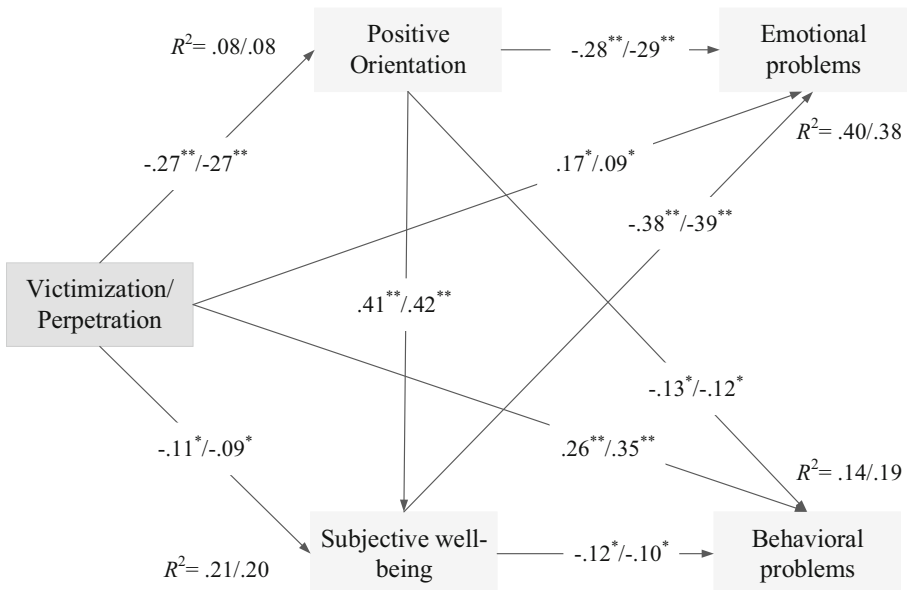 R²= .08/.08
Positive
Orientation
-.28**/-29**
Emotional
problems
R²= .40/.38
-.27**/-27**
.17*/.09*
-.38**/-39**
Victimization/
Perpetration
.41**/.42**
-.13*/-.12*
-.11*/-.09*
.26**/.35**
R²= .14/.19
R²= .21/.20
Subjective well-
being
-.12*/-.10*
Behavioral
problems